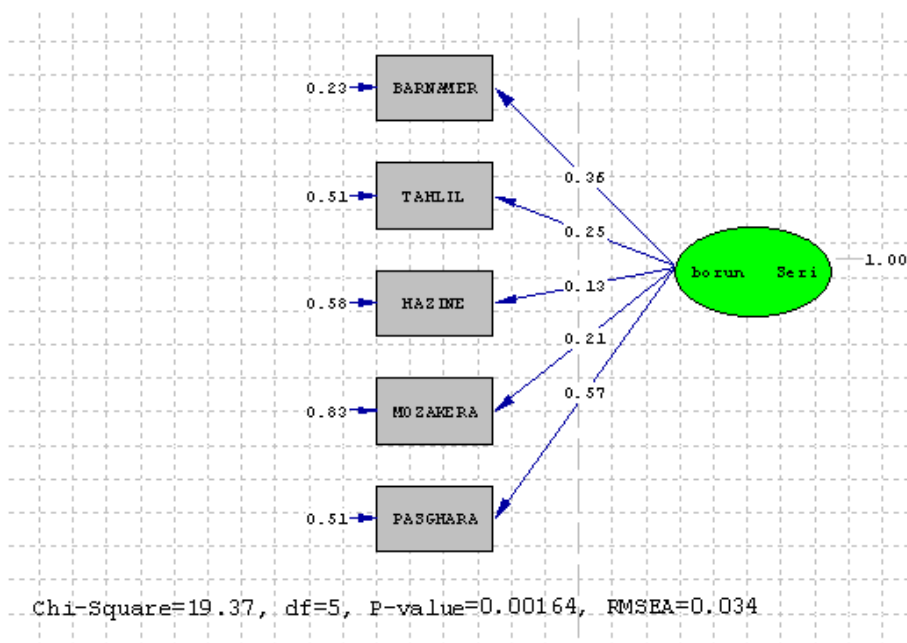 0.23 BARNAMER
0.36
0.51 TAHLIL
0.25
borun Seri 1.00
0.58 HAZINE
0.13
0.21
0.83 MOZAKERA
0.57
0.51 PASGHARA
Chi-Square=19.37, df=5, P-value=0.00164, RMSEA=0.034